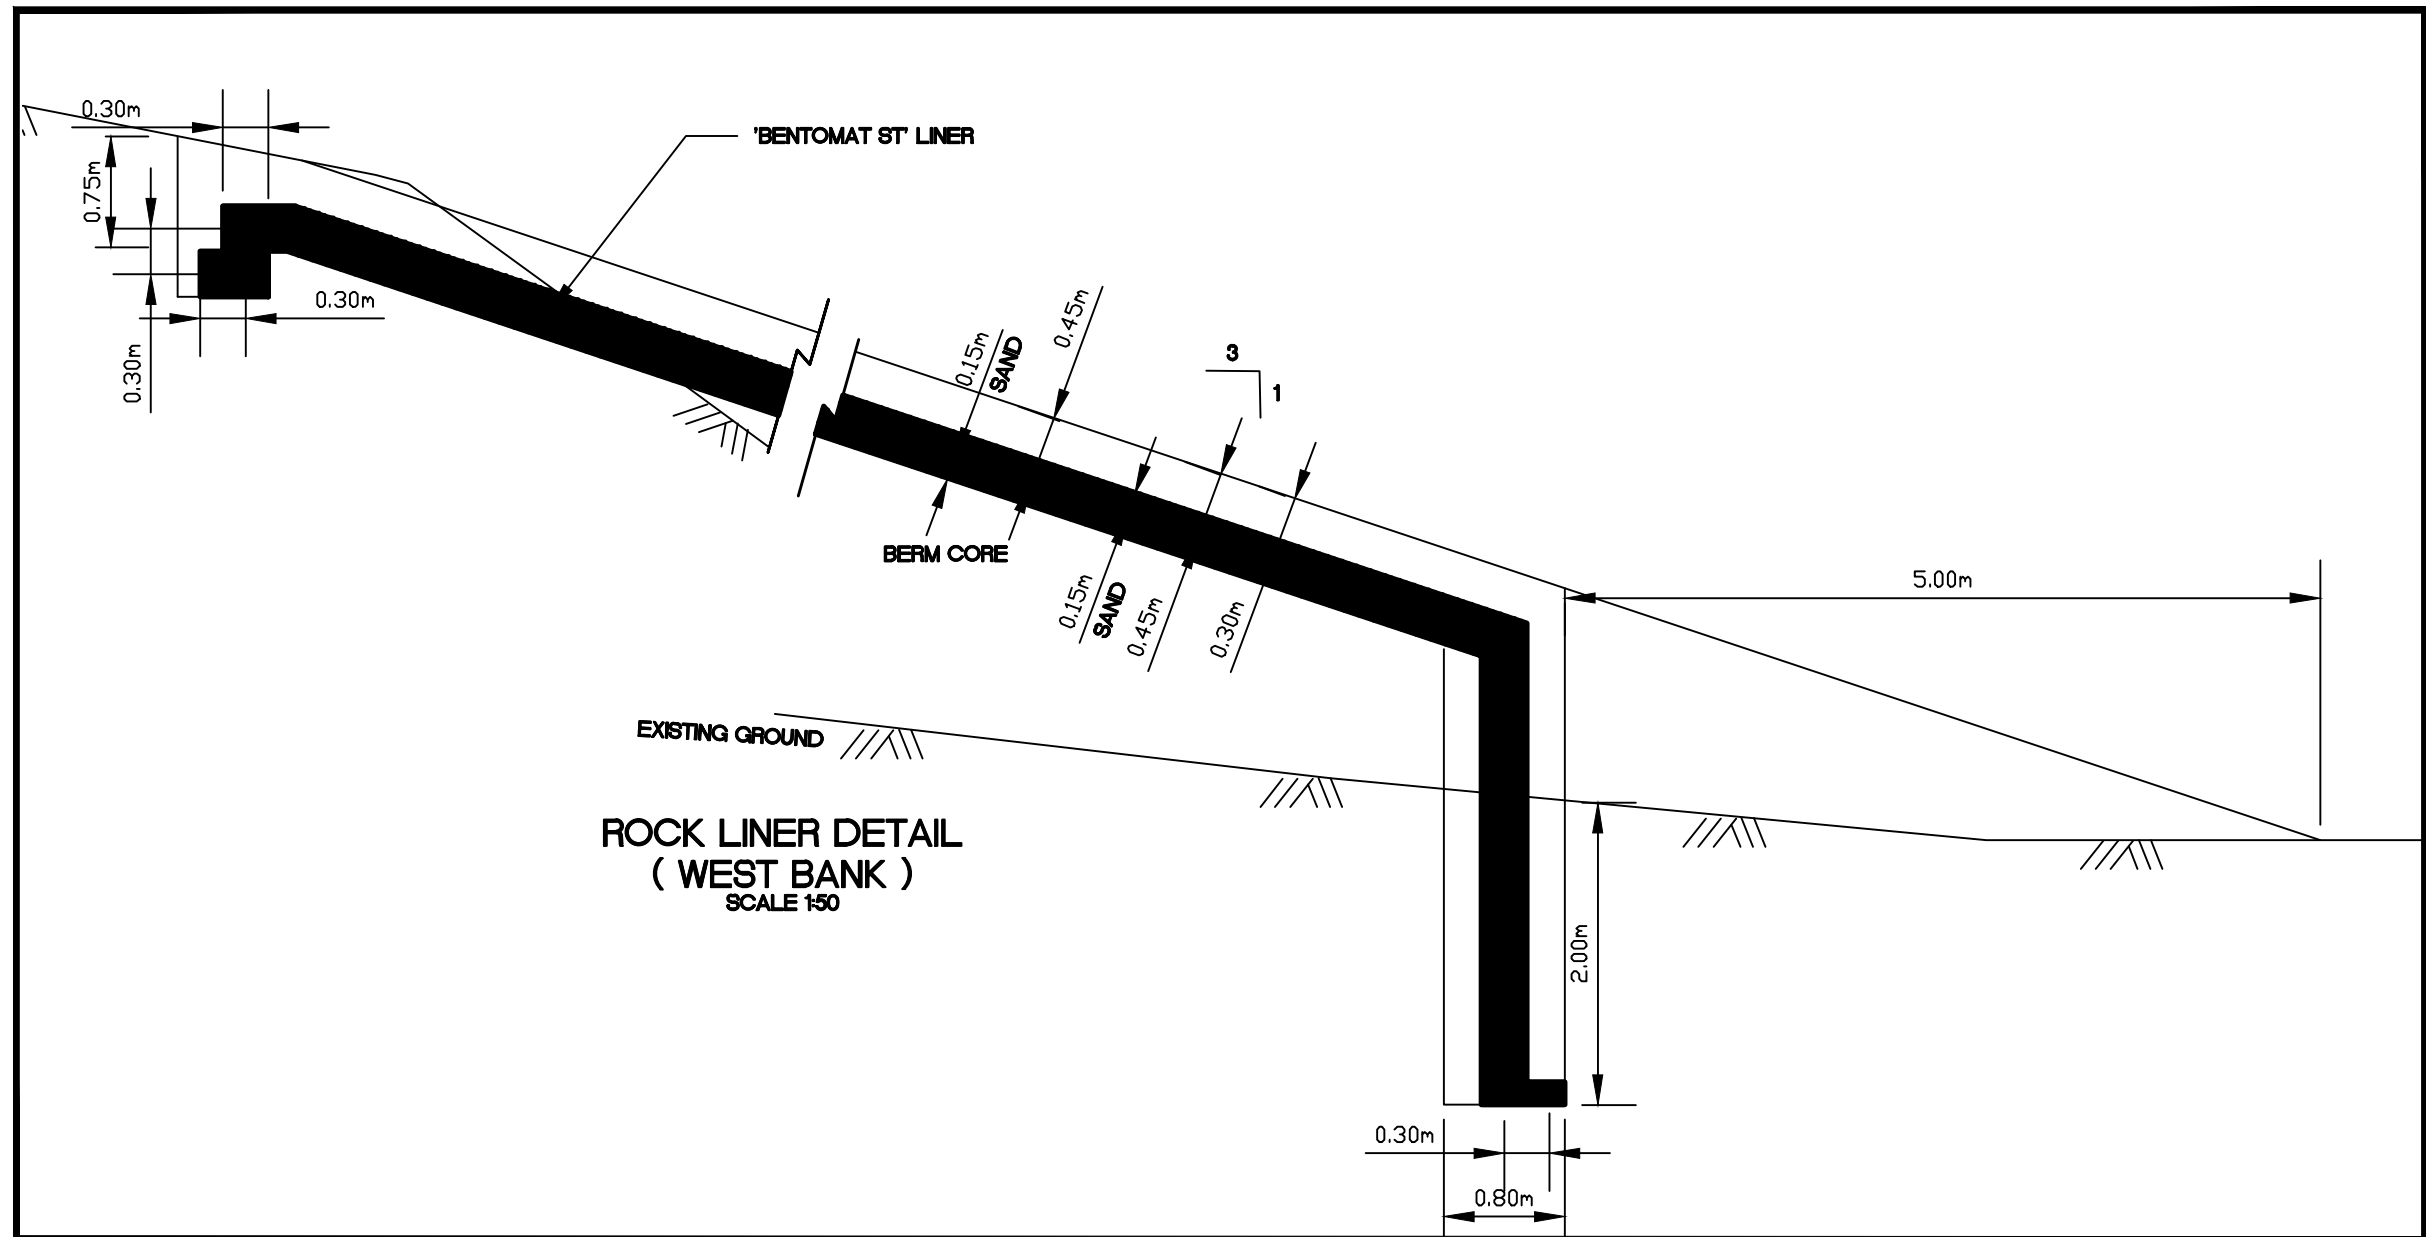 0.30m
'BENTOMAT ST' LINER
0.75m
0.30m
0.30m
0.15m
SAND
0.45m
3
1
BERM CORE
0.15m
SAND
0.45m
0.30m
5.00m
EXISTING GROUND
ROCK LINER DETAIL
( WEST BANK )
SCALE 1:50
2.00m
0.30m
0.80m